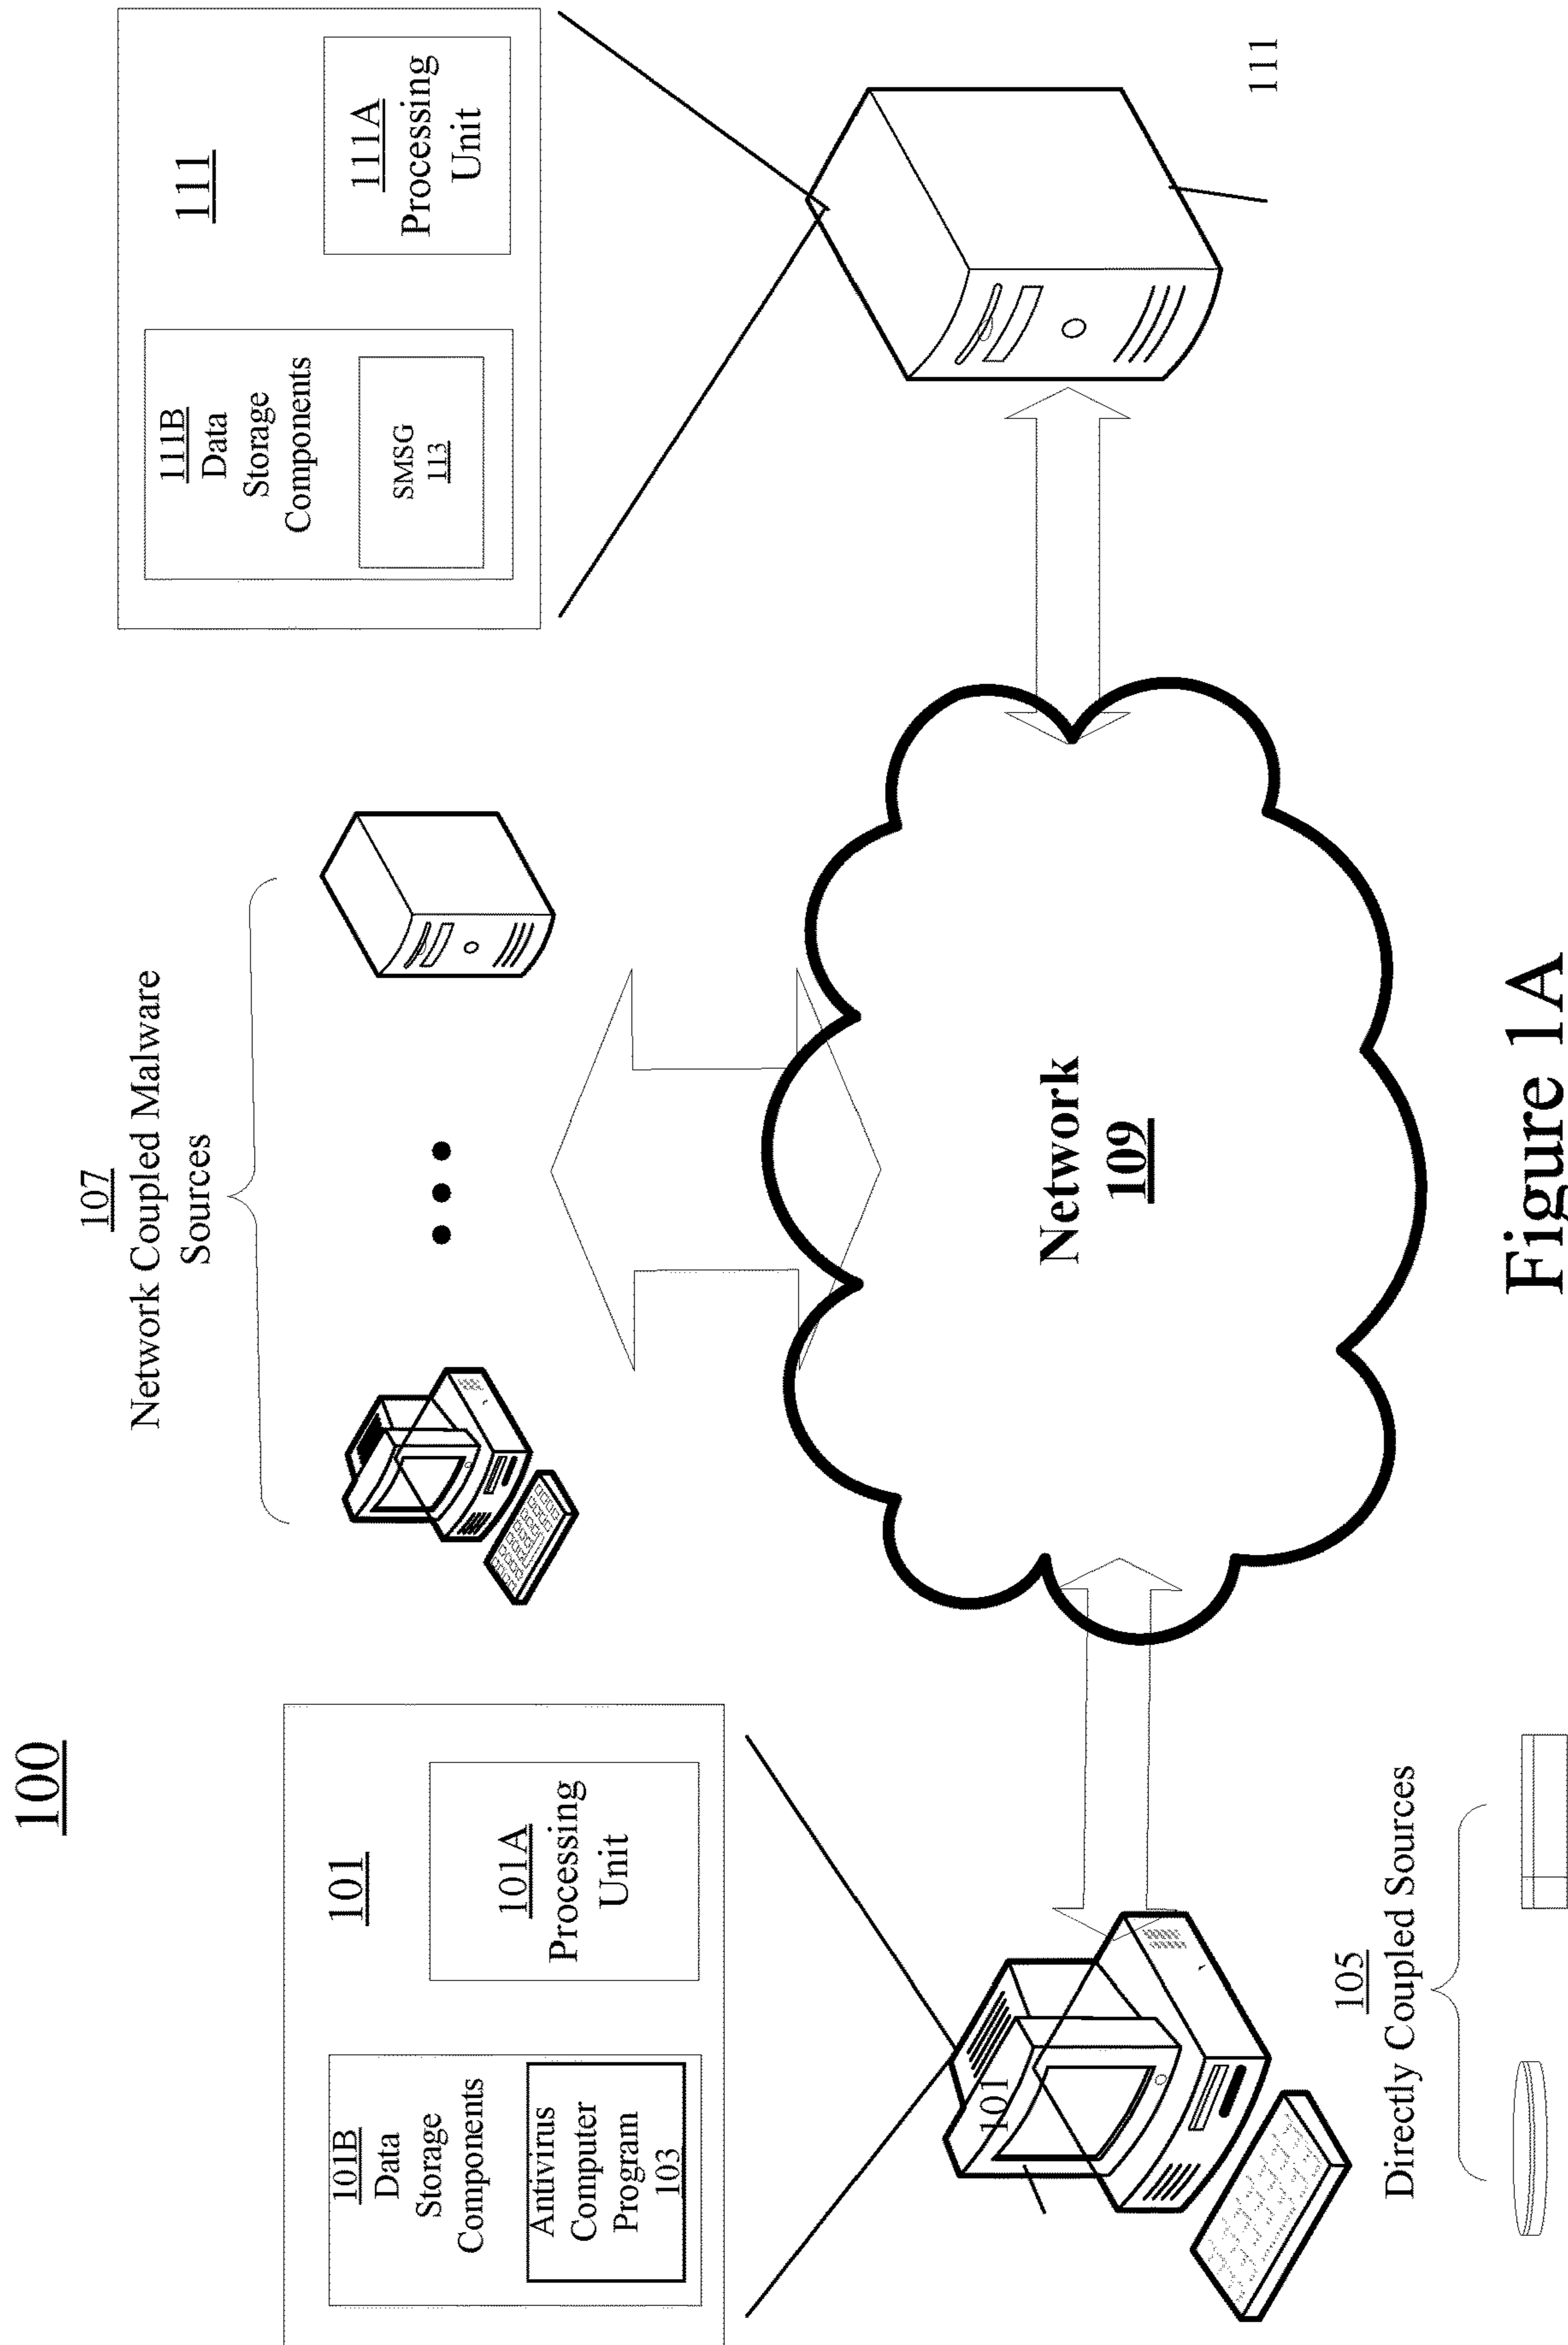 100
101
101B
Data
Storage
Components
Antivirus
Computer
Program
103
101A
Processing
Unit
107
Network Coupled Malware
Sources
111
111B
Data
Storage
Components
SMSG
113
111A
Processing
Unit
101
Network
109
111
105
Directly Coupled Sources
Figure 1A